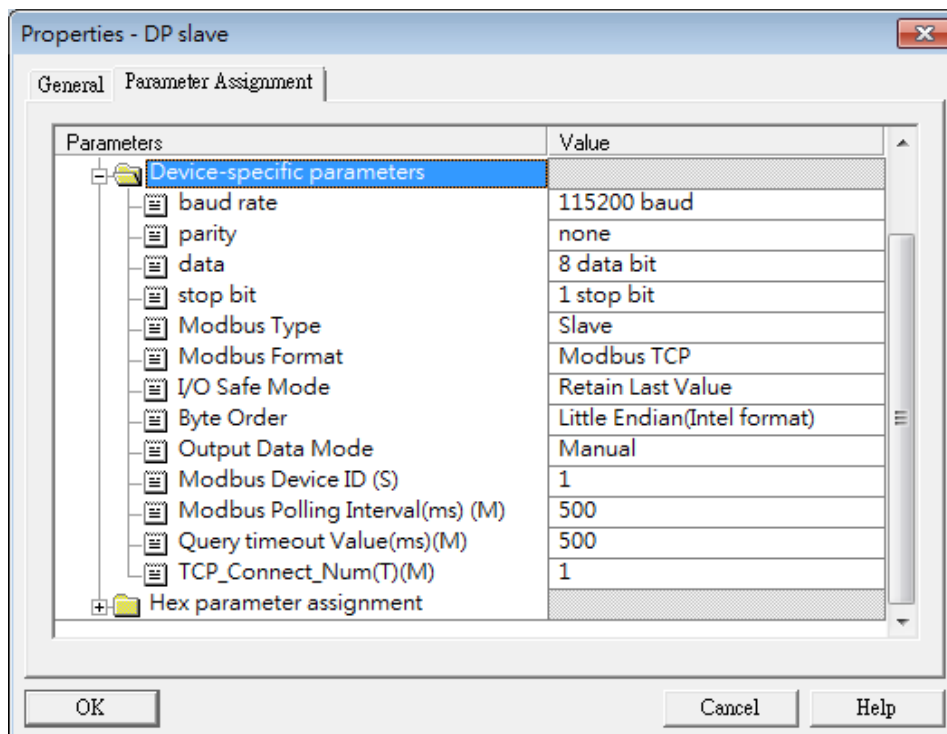 Properties - DP slave
General Parameter Assignment
Parameters Value
Device-specific parameters
baud rate 115200 baud
parity none
data 8 data bit
stop bit 1 stop bit
Modbus Type Slave
Modbus Format Modbus TCP
I/O Safe Mode Retain Last Value
Byte Order Little Endian(Intel format)
Output Data Mode Manual
Modbus Device ID (S) 1
Modbus Polling Interval(ms) (M) 500
Query timeout Value(ms)(M) 500
TCP_Connect_Num(T)(M) 1
Hex parameter assignment
OK Cancel Help